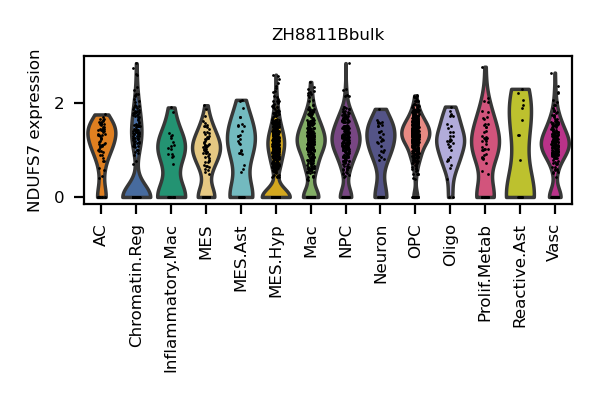 ZH8811Bbulk
NDUFS7 expression
2
0
AC
Chromatin.Reg
Inflammatory.Mac
MES
MES.Ast
MES.Hyp
Mac
NPC
Neuron
OPC
Oligo
Prolif.Metab
Reactive.Ast
Vasc